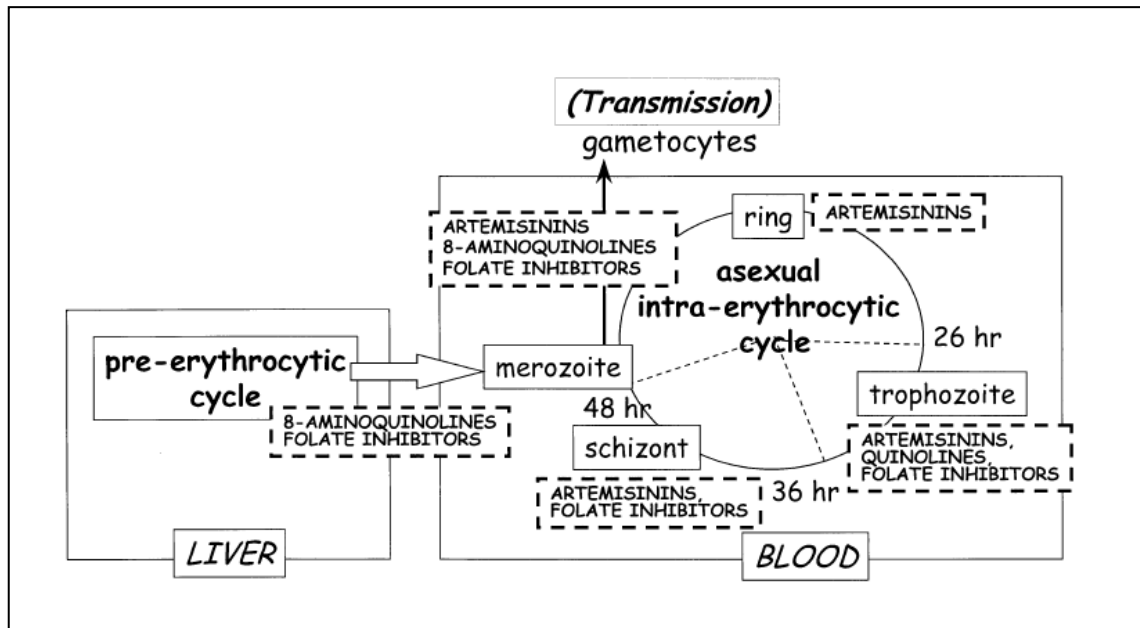 (Transmission)
gametocytes
ARTEMISININS
8-AMINOQUINOLINES
FOLATE INHIBITORS
ring
ARTEMISININS
asexual
intra-erythrocytic
cycle
26 hr
pre-erythrocytic
cycle
merozoite
trophozoite
8-AMINOQUINOLINES
FOLATE INHIBITORS
48 hr
schizont
ARTEMISININS,
QUINOLINES,
FOLATE INHIBITORS
ARTEMISININS,
FOLATE INHIBITORS
36 hr
LIVER
BLOOD